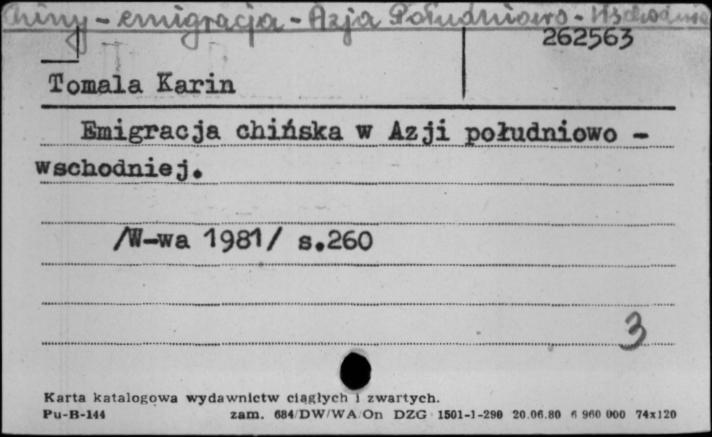 Chiny - emigracja - Azja Południowo - Wschodnia
262563
Tomala Karin
Emigracja chińska w Azji południowo -
wschodniej.
/W-wa 1981/ s.260
3
Karta katalogowa wydawnictw ciągłych i zwartych.
Pu-B-144 zam. 684/DW/WA/On DZG 1501-1-290 20.06.80 6 960 000 74x120